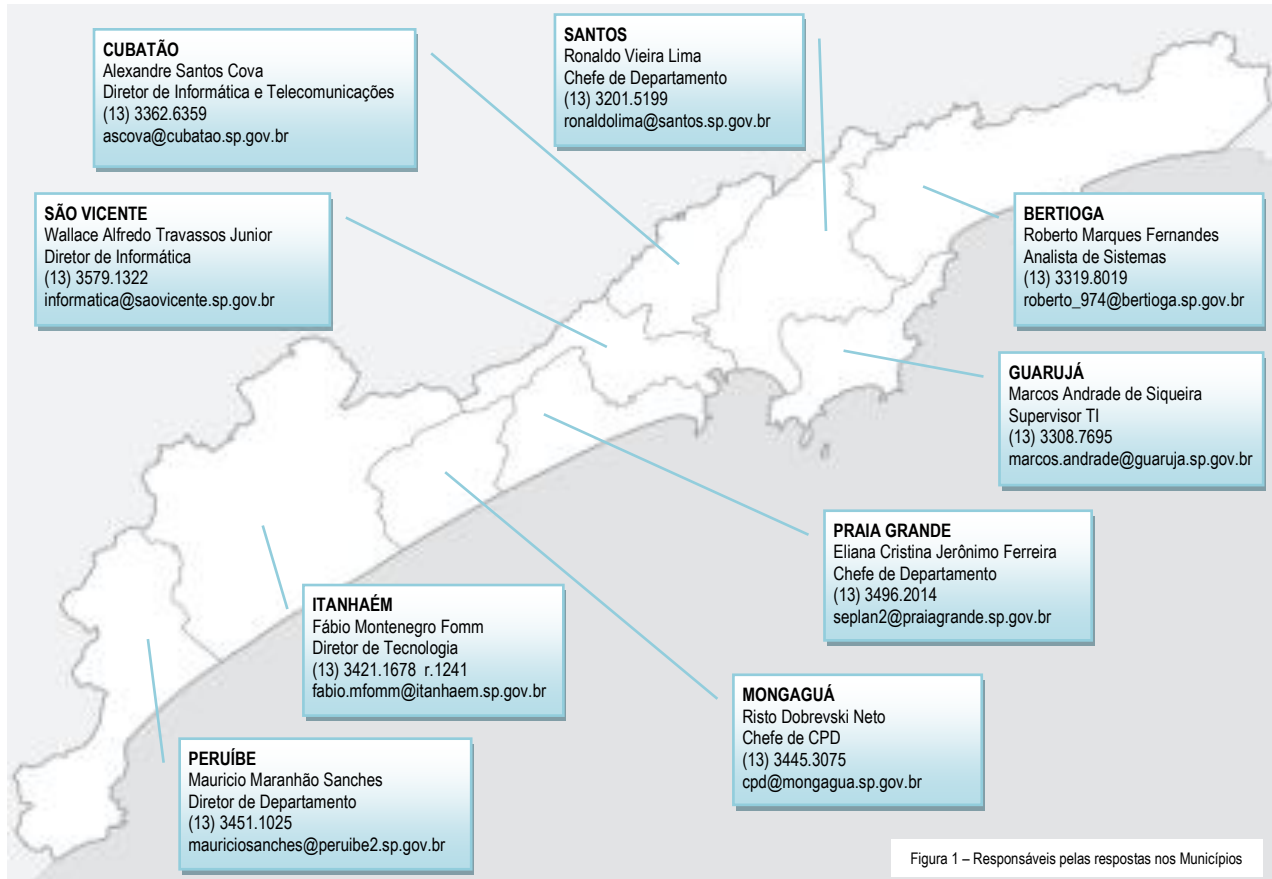 CUBATÃO
Alexandre Santos Cova
Diretor de Informática e Telecomunicações
(13) 3362.6359
ascova@cubatao.sp.gov.br
SANTOS
Ronaldo Vieira Lima
Chefe de Departamento
(13) 3201.5199
ronaldolima@santos.sp.gov.br
SÃO VICENTE
Wallace Alfredo Travassos Junior
Diretor de Informática
(13) 3579.1322
informatica@saovicente.sp.gov.br
BERTIOGA
Roberto Marques Fernandes
Analista de Sistemas
(13) 3319.8019
roberto_974@bertioga.sp.gov.br
GUARUJÁ
Marcos Andrade de Siqueira
Supervisor TI
(13) 3308.7695
marcos.andrade@guaruja.sp.gov.br
PRAIA GRANDE
Eliana Cristina Jerônimo Ferreira
Chefe de Departamento
(13) 3496.2014
seplan2@praiagrande.sp.gov.br
ITANHAÉM
Fábio Montenegro Fomm
Diretor de Tecnologia
(13) 3421.1678 r.1241
fabio.mfomm@itanhaem.sp.gov.br
MONGAGUÁ
Risto Dobrevski Neto
Chefe de CPD
(13) 3445.3075
cpd@mongagua.sp.gov.br
PERUÍBE
Mauricio Maranhão Sanches
Diretor de Departamento
(13) 3451.1025
mauriciosanches@peruibe2.sp.gov.br
Figura 1 – Responsáveis pelas respostas nos Municípios